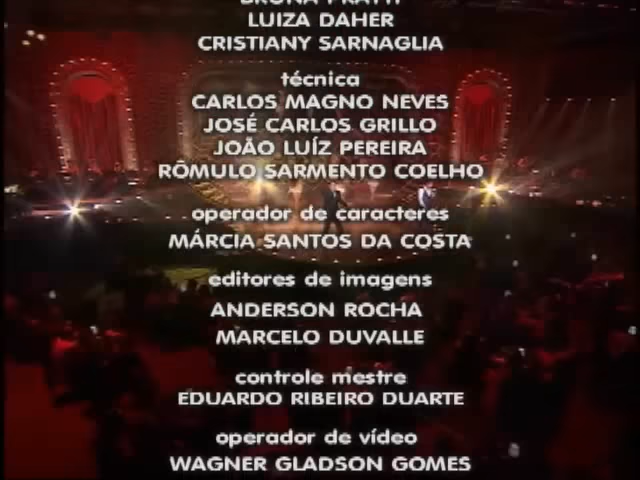 LUIZA DAHER
CRISTIANY SARNAGLIA
técnica
CARLOS MAGNO NEVES
JOSÉ CARLOS GRILLO
JOÃO LUÍZ PEREIRA
RÔMULO SARMENTO COELHO
operador de caracteres
MÁRCIA SANTOS DA COSTA
editores de imagens
ANDERSON ROCHA
MARCELO DUVALLE
controle mestre
EDUARDO RIBEIRO DUARTE
operador de vídeo
WAGNER GLADSON GOMES